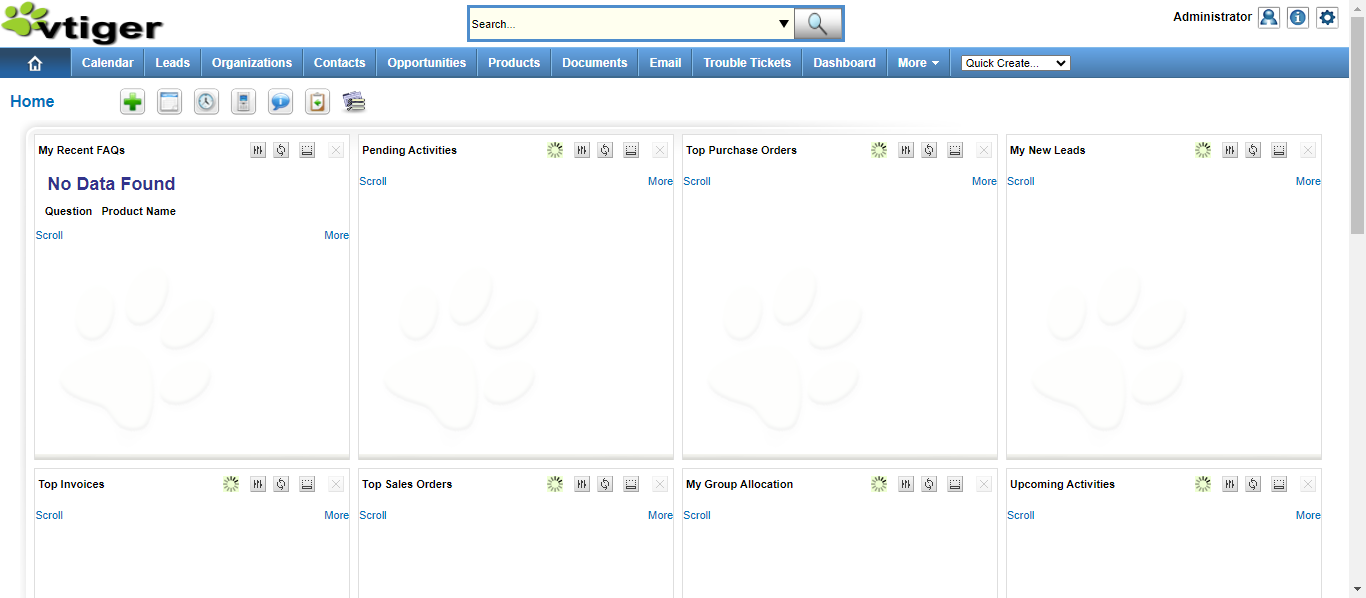 vtiger
Search...
Administrator
Calendar Leads Organizations Contacts Opportunities Products Documents Email Trouble Tickets Dashboard More Quick Create...
Home
My Recent FAQs
No Data Found
Question Product Name
Scroll More
Pending Activities
Scroll More
Top Purchase Orders
Scroll More
My New Leads
Scroll More
Top Invoices
Scroll More
Top Sales Orders
Scroll More
My Group Allocation
Scroll More
Upcoming Activities
Scroll More